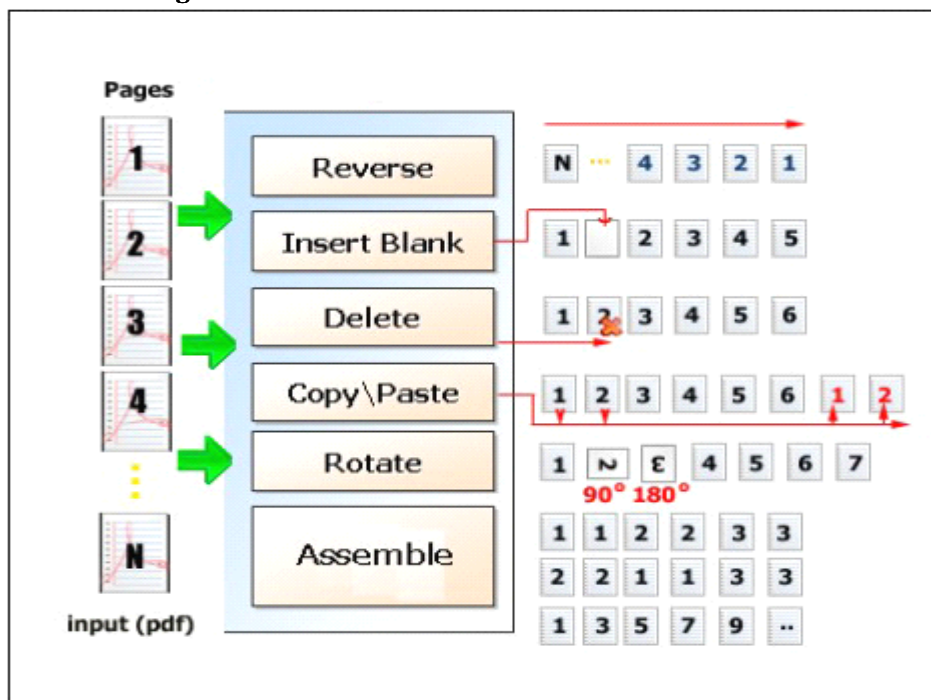 Pages
1
2
3
4
N
input (pdf)
Reverse
Insert Blank
Delete
Copy\Paste
Rotate
Assemble
N ... 4 3 2 1
1 2 3 4 5
1 2 3 4 5 6
1 2 3 4 5 6 1 2
1 2 3 4 5 6 7
90° 180°
1 1 2 2 3 3
2 2 1 1 3 3
1 3 5 7 9 ..